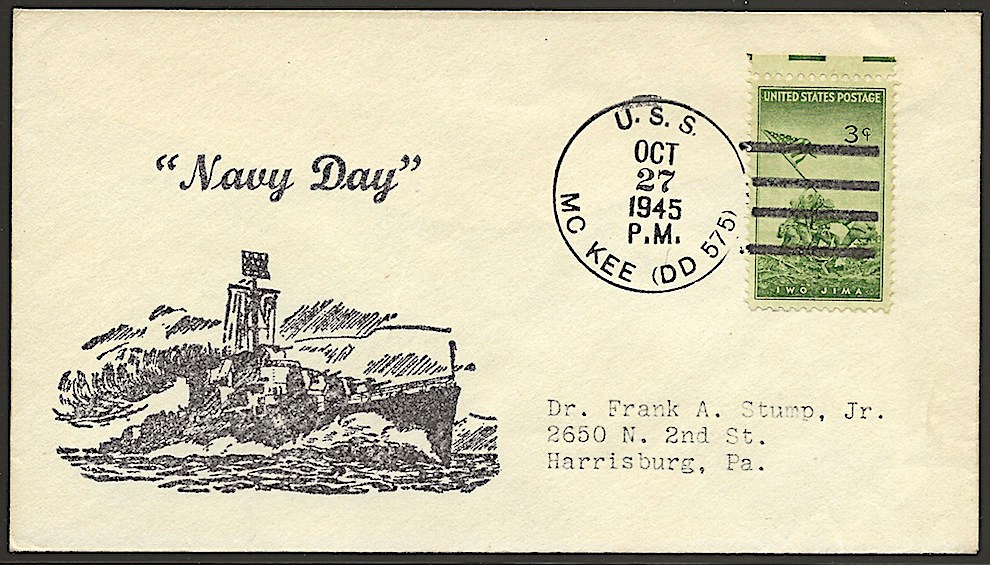 "Navy Day"
U. S. S.
OCT
27
1945
P.M.
MC KEE (DD 575)
UNITED STATES POSTAGE
3¢
IWO JIMA
Dr. Frank A. Stump, Jr.
2650 N. 2nd St.
Harrisburg, Pa.